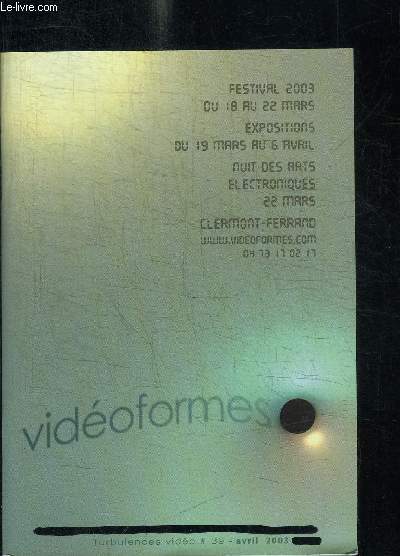 www.Le-Livre.com
FESTIVAL 2003
DU 18 AU 22 MARS
EXPOSITIONS
DU 19 MARS AU 6 AVRIL
NUIT DES ARTS
ELECTRONIQUES
22 MARS
CLERMONT-FERRAND
WWW.VIDEOFORMES.COM
04 73 17 02 17
vidéoformes
Turbulences vidéo # 39 - avril 2003